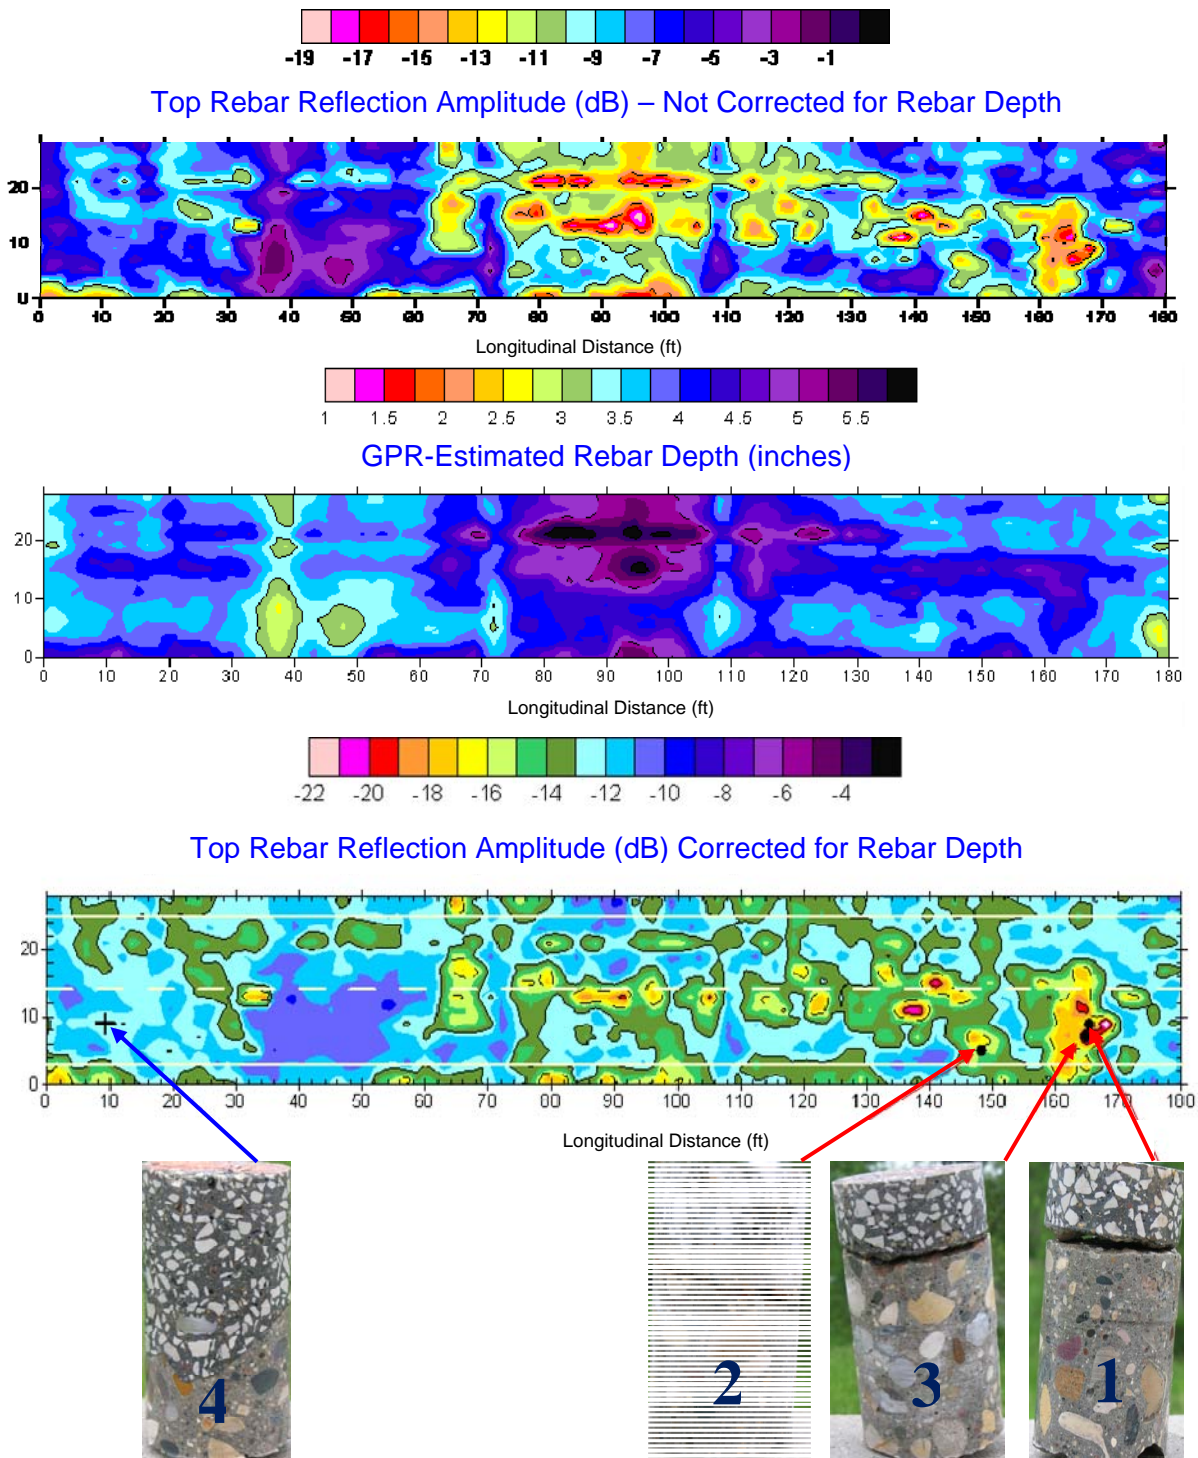 -19 -17 -15 -13 -11 -9 -7 -5 -3 -1
Top Rebar Reflection Amplitude (dB) – Not Corrected for Rebar Depth
20
10
U
0 10 20 30 40 50 60 70 80 90 100 110 120 130 140 150 160 170 180
Longitudinal Distance (ft)
1 1.5 2 2.5 3 3.5 4 4.5 5 5.5
GPR-Estimated Rebar Depth (inches)
20
10
0
0 10 20 30 40 50 60 70 80 90 100 110 120 130 140 150 160 170 180
Longitudinal Distance (ft)
-22 -20 -18 -16 -14 -12 -10 -8 -6 -4
Top Rebar Reflection Amplitude (dB) Corrected for Rebar Depth
20
10
0
0 10 20 30 40 50 60 70 80 90 100 110 120 130 140 150 160 170 180
Longitudinal Distance (ft)
4 2 3 1